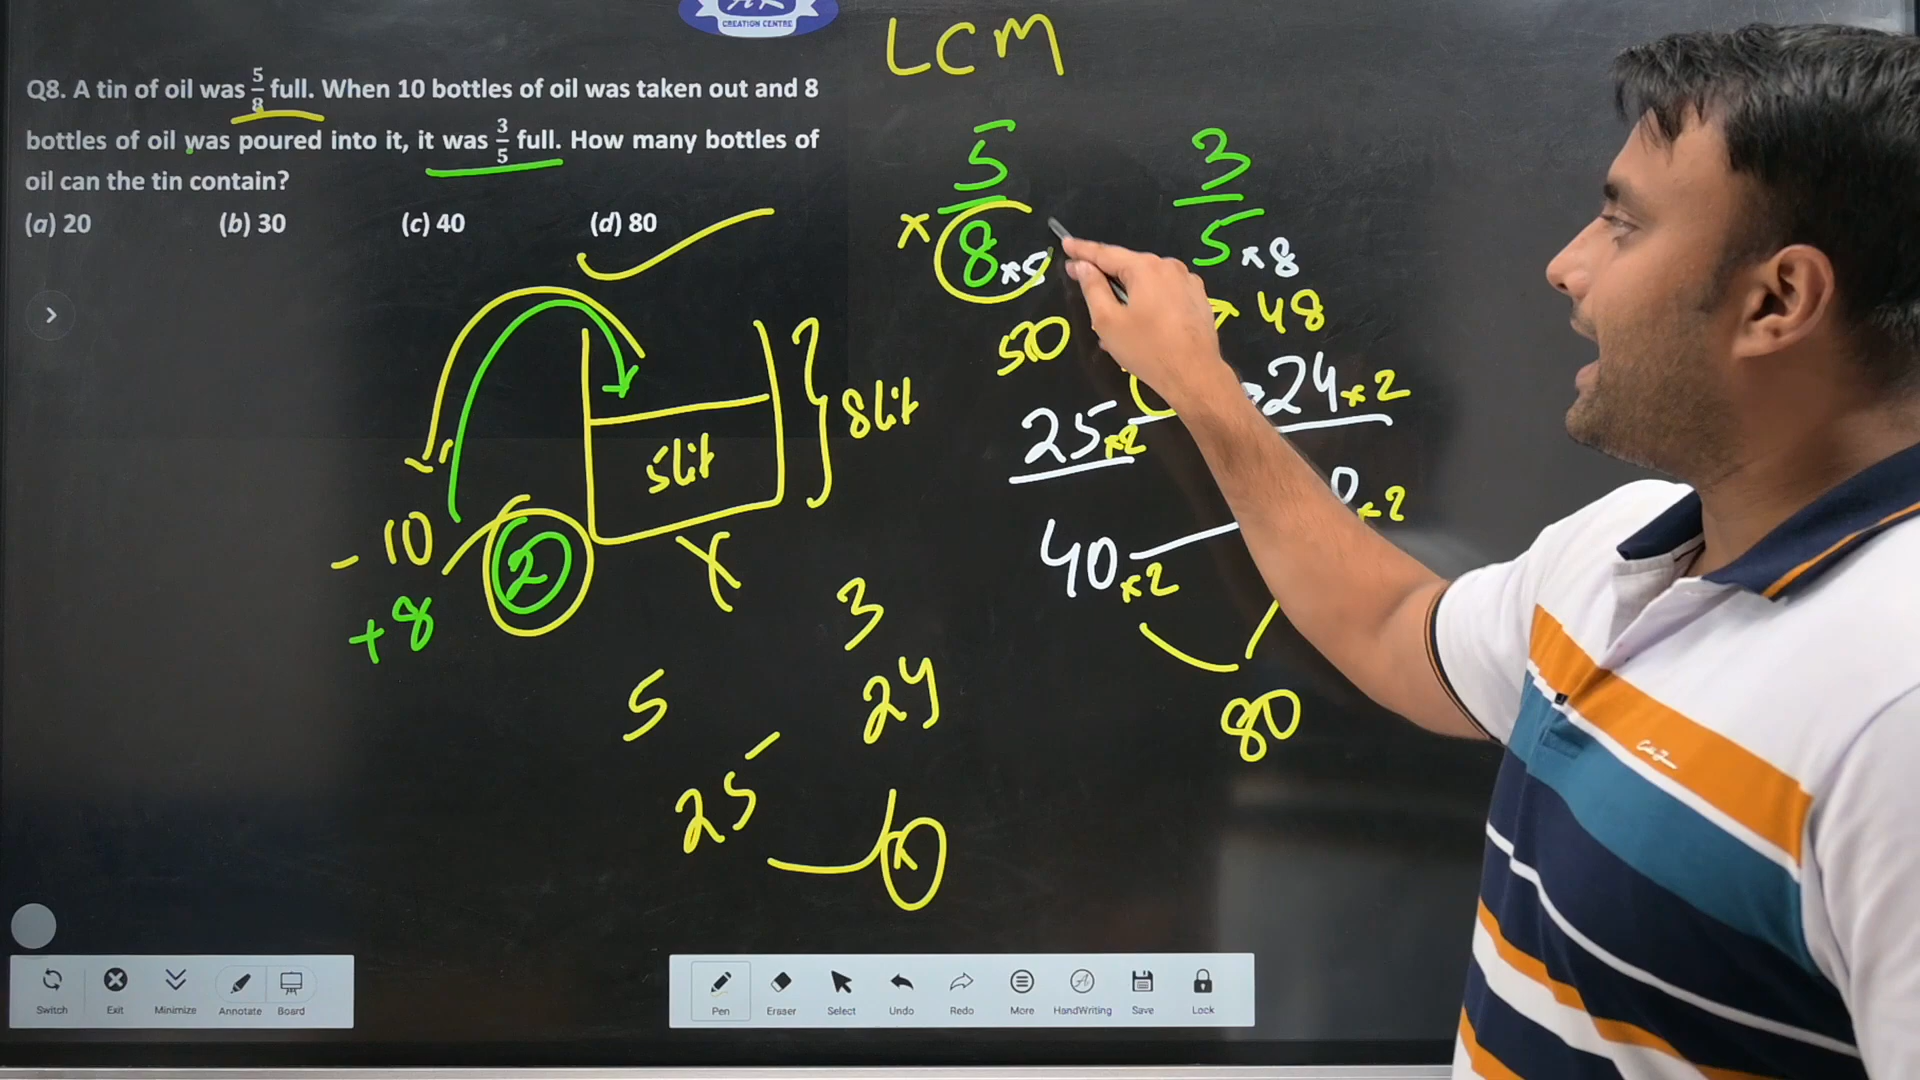 CREATION CENTRE
LCM
Q8. A tin of oil was 5/8 full. When 10 bottles of oil was taken out and 8
bottles of oil was poured into it, it was 3/5 full. How many bottles of
oil can the tin contain?
(a) 20 (b) 30 (c) 40 (d) 80
5/8 ×5
×
3/5 ×8
50
48
25 ×2
24 ×2
40 ×2
×2
80
5lit
8lit
- 10
+ 8
2
x
3
5
24
25
Switch Exit Minimize Annotate Board
Pen Eraser Select Undo Redo More HandWriting Save Lock